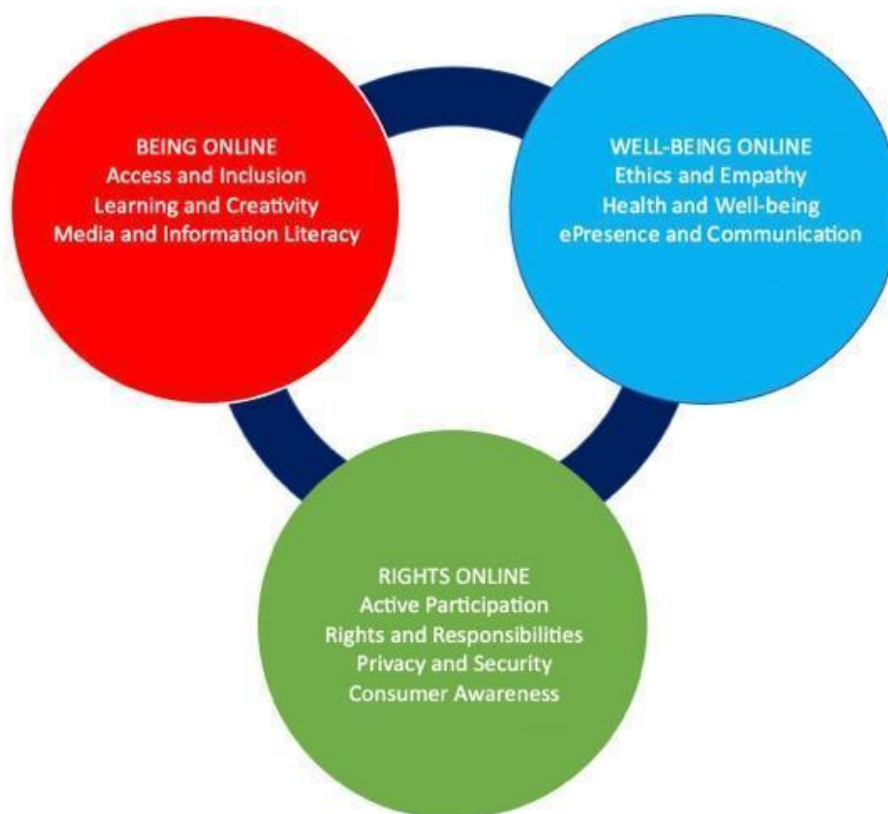 BEING ONLINE
Access and Inclusion
Learning and Creativity
Media and Information Literacy
WELL-BEING ONLINE
Ethics and Empathy
Health and Well-being
ePresence and Communication
RIGHTS ONLINE
Active Participation
Rights and Responsibilities
Privacy and Security
Consumer Awareness